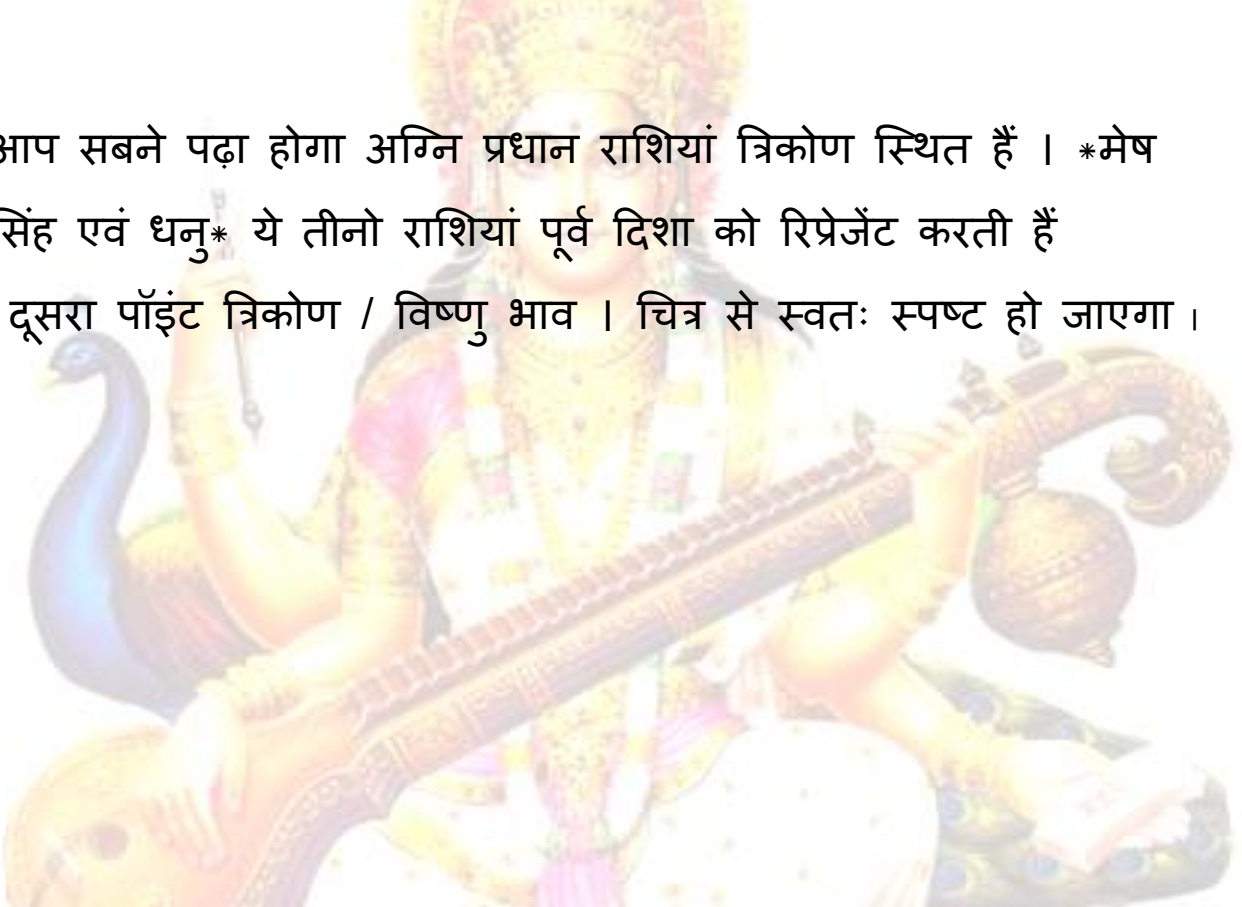 आप सबने पढ़ा होगा अग्नि प्रधान राशियां त्रिकोण स्थित हैं । *मेष
सिंह एवं धनु* ये तीनो राशियां पूर्व दिशा को रिप्रेजेंट करती हैं
दूसरा पॉइंट त्रिकोण / विष्णु भाव । चित्र से स्वतः स्पष्ट हो जाएगा ।